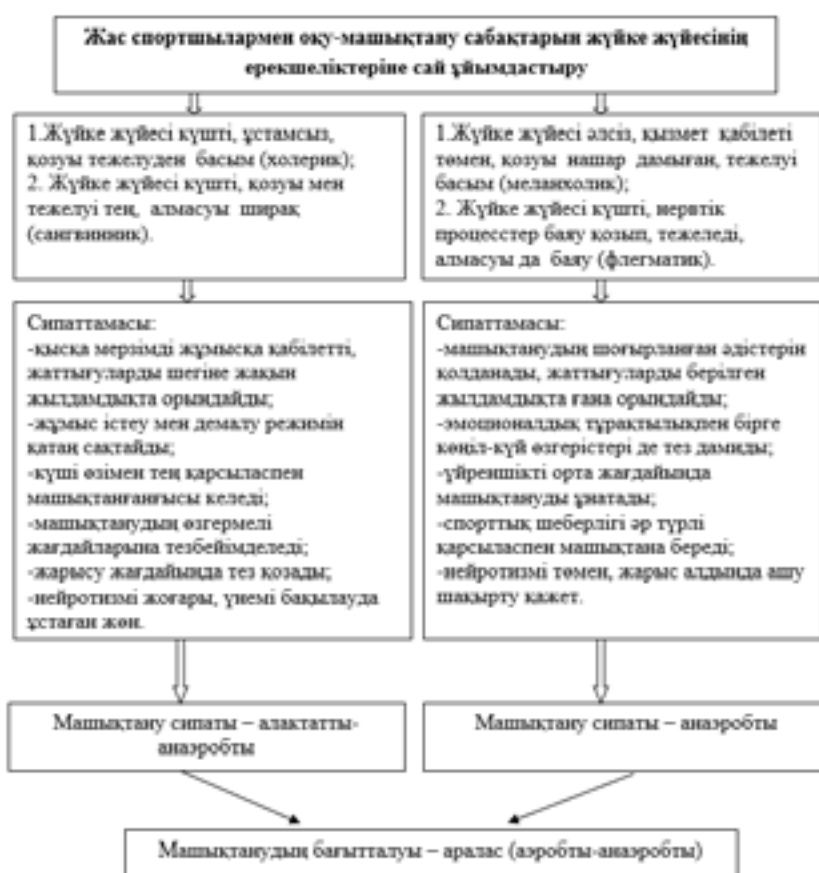 Жас спортшылармен оқу-машықтану сабақтарын жүйке жүйесінің
ерекшеліктеріне сай ұйымдастыру
1.Жүйке жүйесі күшті, ұстамсыз,
қозуы тежелуден басым (холерик);
2. Жүйке жүйесі күшті, қозуы мен
тежелуі тең, алмасуы ширақ
(сангвинник).
1.Жүйке жүйесі әлсіз, қызмет қабілеті
төмен, қозуы нашар дамыған, тежелуі
басым (меланхолик);
2. Жүйке жүйесі күшті, нервтік
процесстер баяу қозып, тежеледі,
алмасуы да баяу (флегматик).
Сипаттамасы:
-қысқа мерзімді жұмысқа қабілетті,
жаттығуларды шегіне жақын
жылдамдықта орындайды;
-жұмыс істеу мен демалу режимін
қатаң сақтайды;
-күші өзімен тең қарсыласпен
машықтанғанғысы келеді;
-машықтанудың өзгермелі
жағдайларына тезбейімделеді;
-жарысу жағдайында тез қозады;
-нейротизмі жоғары, үнемі бақылауда
ұстаған жөн.
Сипаттамасы:
-машықтанудың шоғырланған әдістерін
қолданады, жаттығуларды берілген
жылдамдықта ғана орындайды;
-эмоционалдық тұрақтылықпен бірге
көңіл-күй өзгерістері де тез дамиды;
-үйреншікті орта жағдайында
машықтануды ұнатады;
-спорттық шеберлігі әр түрлі
қарсыласпен машықтана береді;
-нейротизмі төмен, жарыс алдында ашу
шақырту қажет.
Машықтану сипаты – алактатты-
анаэробты
Машықтану сипаты – анаэробты
Машықтанудың бағытталуы – аралас (аэробты-анаэробты)